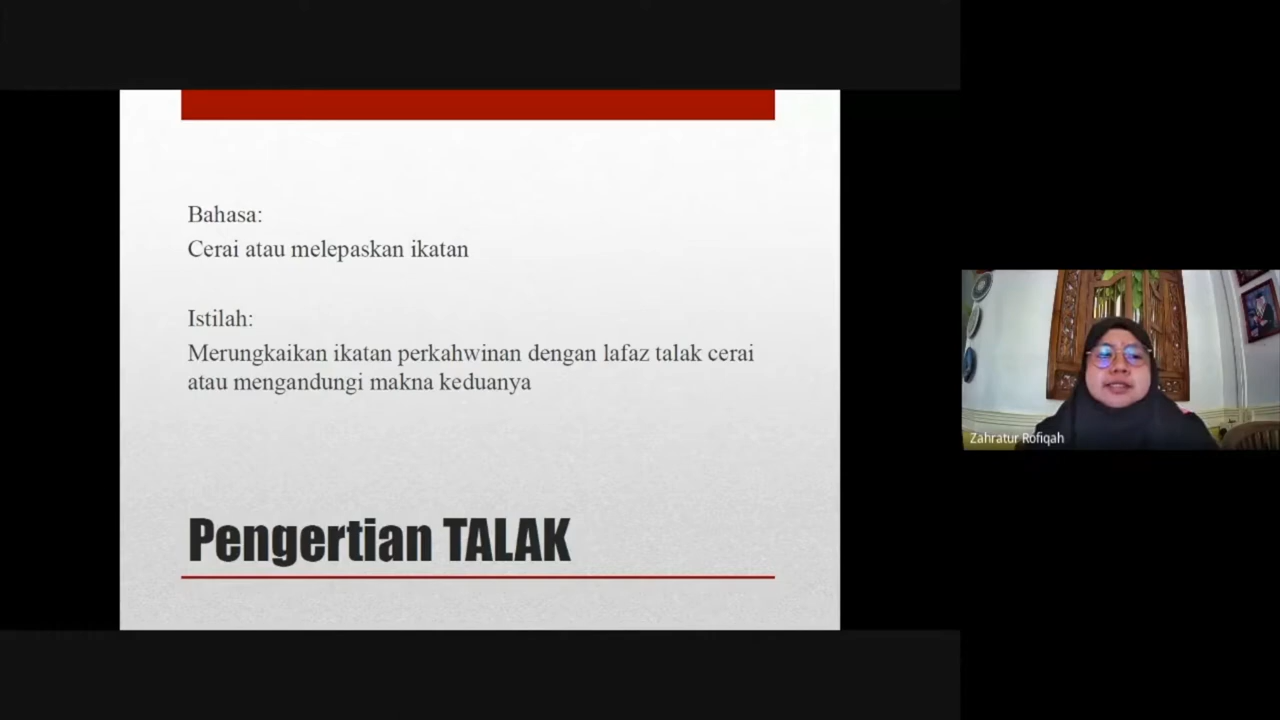 Bahasa:
Cerai atau melepaskan ikatan
Istilah:
Merungkaikan ikatan perkahwinan dengan lafaz talak cerai
atau mengandungi makna keduanya
Pengertian TALAK
Zahratur Rofiqah